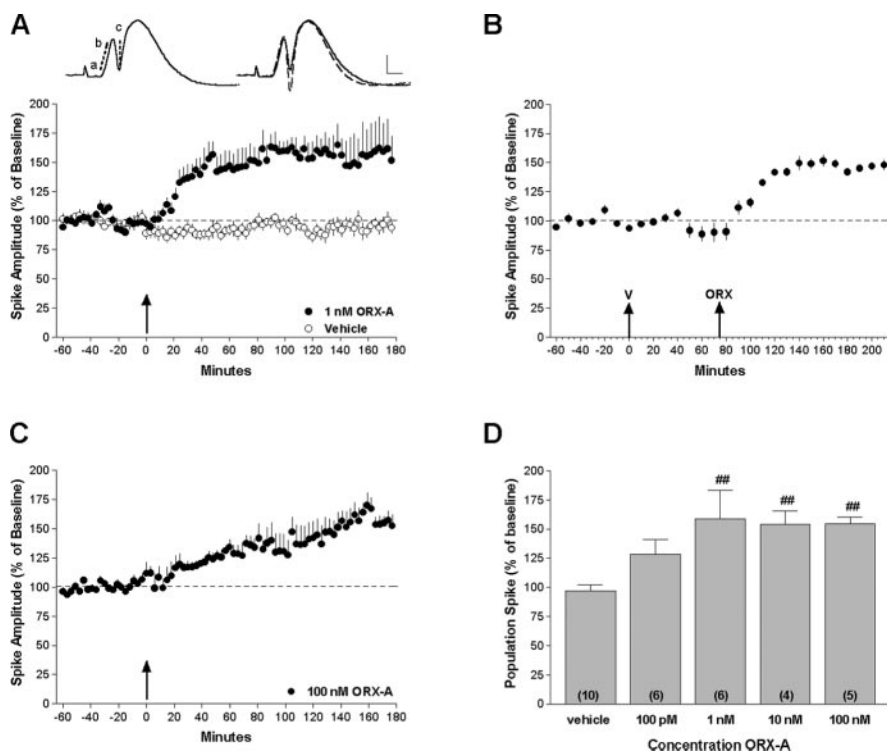 A
a
b
c
Spike Amplitude (% of Baseline)
200
175
150
125
100
75
50
25
0
1 nM ORX-A
Vehicle
-60 -40 -20 0 20 40 60 80 100 120 140 160 180
Minutes
B
Spike Amplitude (% of Baseline)
200
175
150
125
100
75
50
25
0
V
ORX
-60 -40 -20 0 20 40 60 80 100 120 140 160 180 200
Minutes
C
Spike Amplitude (% of Baseline)
200
175
150
125
100
75
50
25
0
100 nM ORX-A
-60 -40 -20 0 20 40 60 80 100 120 140 160 180
Minutes
D
Population Spike (% of baseline)
200
175
150
125
100
75
50
25
0
## ## ##
(10) (6) (6) (4) (5)
vehicle 100 pM 1 nM 10 nM 100 nM
Concentration ORX-A